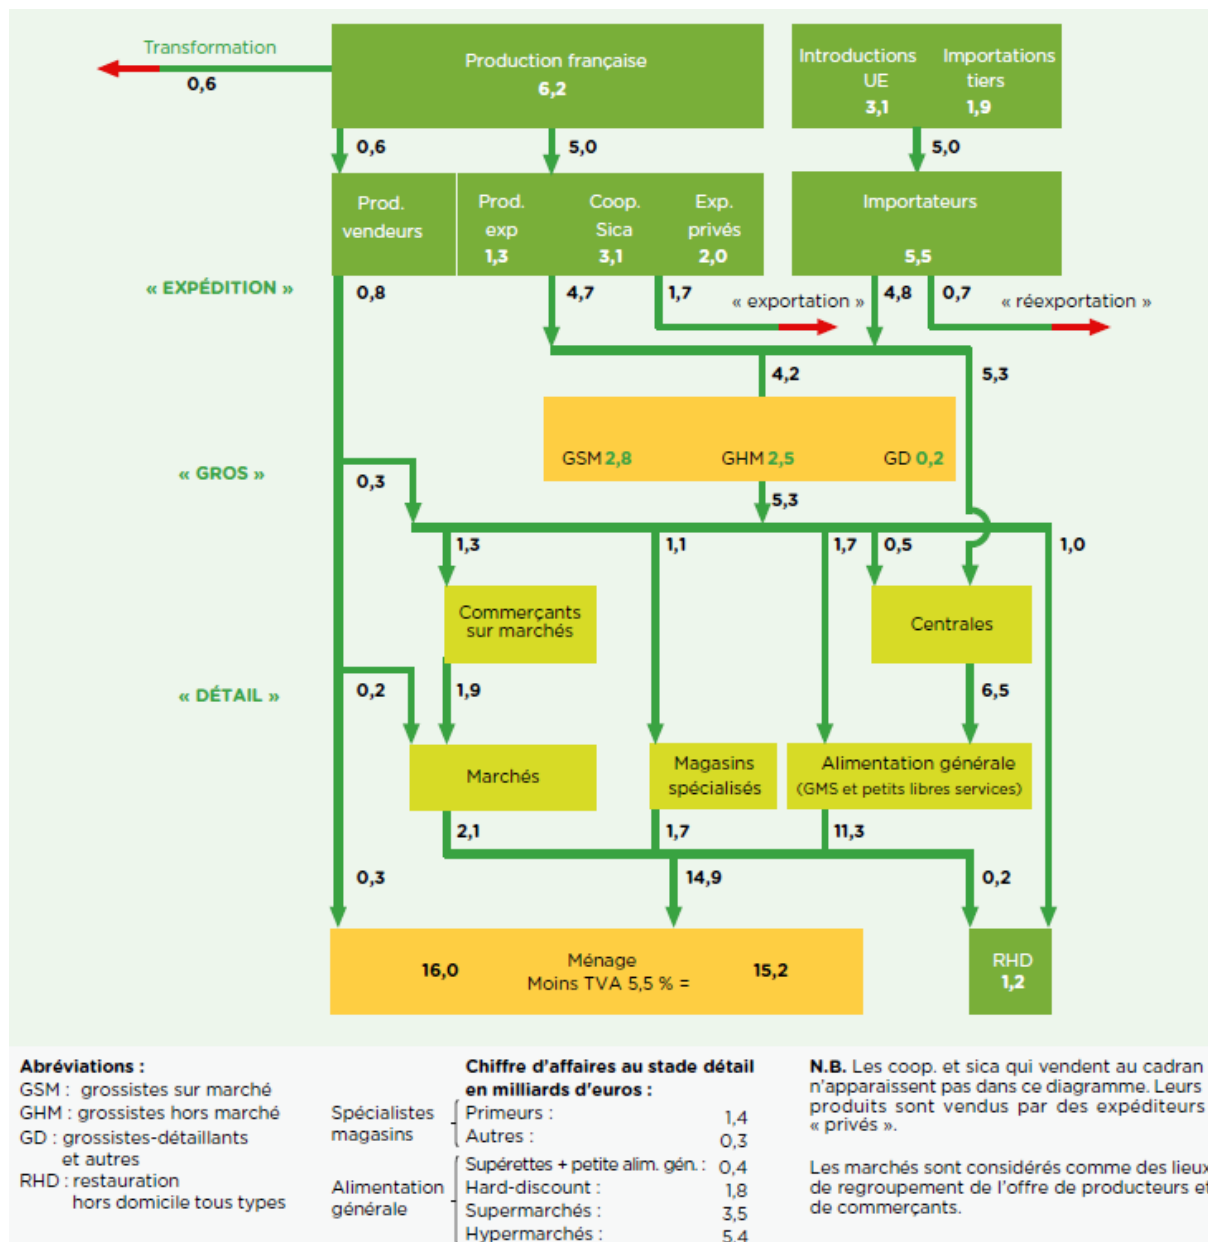 Transformation
0,6
Production française
6,2
Introductions UE
3,1
Importations tiers
1,9
0,6
5,0
5,0
Prod. vendeurs
Prod. exp
1,3
Coop. Sica
3,1
Exp. privés
2,0
Importateurs
5,5
« EXPÉDITION »
0,8
4,7
1,7
« exportation »
4,8
0,7
« réexportation »
4,2
5,3
GSM 2,8
GHM 2,5
GD 0,2
« GROS »
0,3
5,3
1,3
1,1
1,7
0,5
1,0
Commerçants
sur marchés
Centrales
« DÉTAIL »
0,2
1,9
6,5
Marchés
Magasins
spécialisés
Alimentation générale
(GMS et petits libres services)
2,1
1,7
11,3
0,3
14,9
0,2
16,0
Ménage
Moins TVA 5,5 % =
15,2
RHD
1,2
Abréviations :
GSM : grossistes sur marché
GHM : grossistes hors marché
GD : grossistes-détaillants
et autres
RHD : restauration
hors domicile tous types
Chiffre d'affaires au stade détail
en milliards d'euros :
Spécialistes
magasins
Primeurs : 1,4
Autres : 0,3
Alimentation
générale
Supérettes + petite alim. gén. : 0,4
Hard-discount : 1,8
Supermarchés : 3,5
Hypermarchés : 5,4
N.B. Les coop. et sica qui vendent au cadran
n'apparaissent pas dans ce diagramme. Leurs
produits sont vendus par des expéditeurs
« privés ».
Les marchés sont considérés comme des lieux
de regroupement de l'offre de producteurs et
de commerçants.